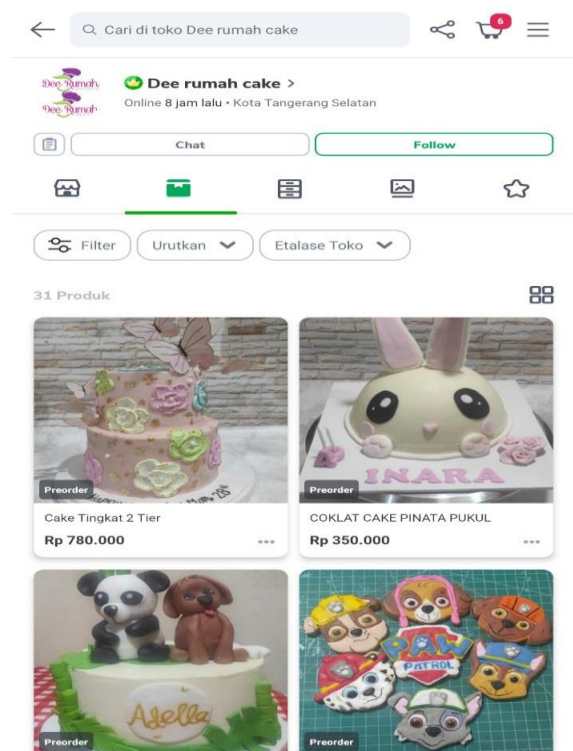 Cari di toko Dee rumah cake
6
Dee Rumah
Dee Rumah
Dee rumah cake >
Online 8 jam lalu • Kota Tangerang Selatan
Chat
Follow
Filter
Urutkan
Etalase Toko
31 Produk
Preorder
INARA
Preorder
Cake Tingkat 2 Tier
COKLAT CAKE PINATA PUKUL
Rp 780.000
Rp 350.000
Adella
Preorder
PAW
PATROL
Preorder